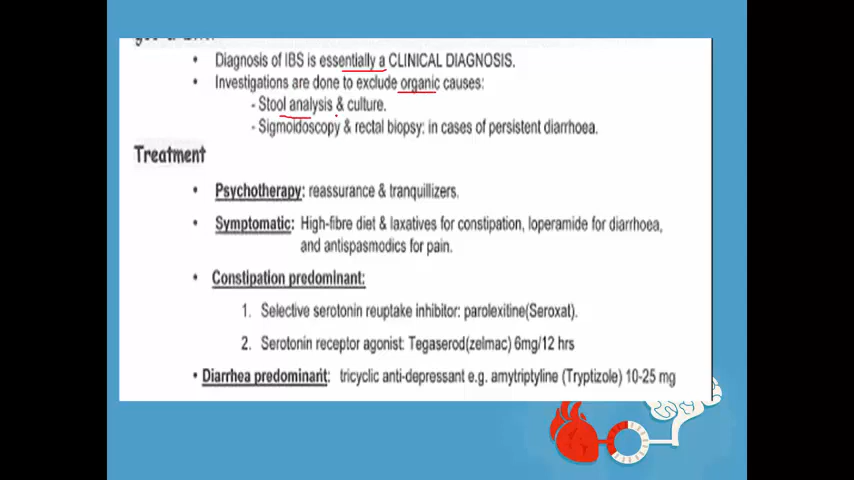 • Diagnosis of IBS is essentially a CLINICAL DIAGNOSIS.
• Investigations are done to exclude organic causes:
- Stool analysis & culture.
- Sigmoidoscopy & rectal biopsy: in cases of persistent diarrhoea.
Treatment
• Psychotherapy: reassurance & tranquillizers.
• Symptomatic: High-fibre diet & laxatives for constipation, loperamide for diarrhoea,
and antispasmodics for pain.
• Constipation predominant:
1. Selective serotonin reuptake inhibitor: parolexitine(Seroxat).
2. Serotonin receptor agonist: Tegaserod(zelmac) 6mg/12 hrs
• Diarrhea predominant: tricyclic anti-depressant e.g. amytriptyline (Tryptizole) 10-25 mg